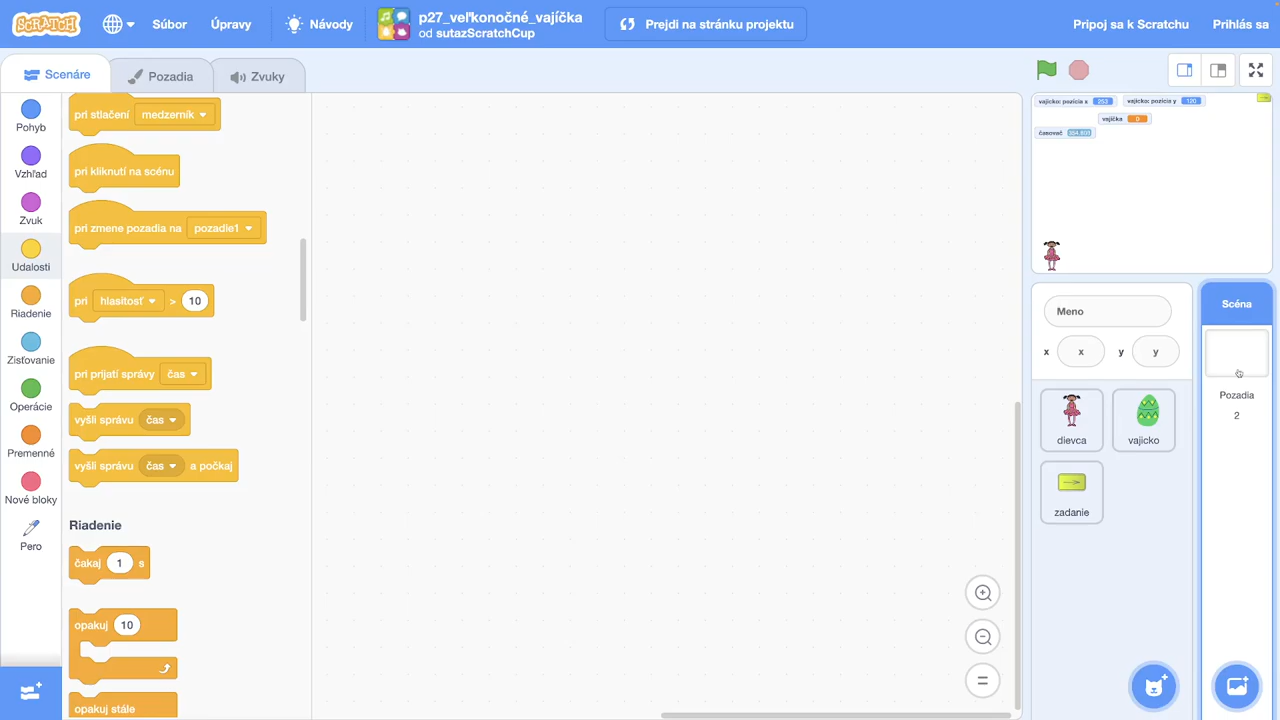 SCRATCH
Súbor
Úpravy
Návody
p27_veľkonočné_vajíčka
od sutazScratchCup
Prejdi na stránku projektu
Pripoj sa k Scratchu
Prihlás sa
Scenáre
Pozadia
Zvuky
Pohyb
Vzhľad
Zvuk
Udalosti
Riadenie
Zisťovanie
Operácie
Premenné
Nové bloky
Pero
pri stlačení medzerník
pri kliknutí na scénu
pri zmene pozadia na pozadie1
pri hlasitosť > 10
pri prijatí správy čas
vyšli správu čas
vyšli správu čas a počkaj
Riadenie
čakaj 1 s
opakuj 10
opakuj stále
vajicko: pozícia x 253
vajicko: pozícia y 120
vajíčka 0
časovač
Meno
x x y y
dievca
vajicko
zadanie
Scéna
Pozadia
2